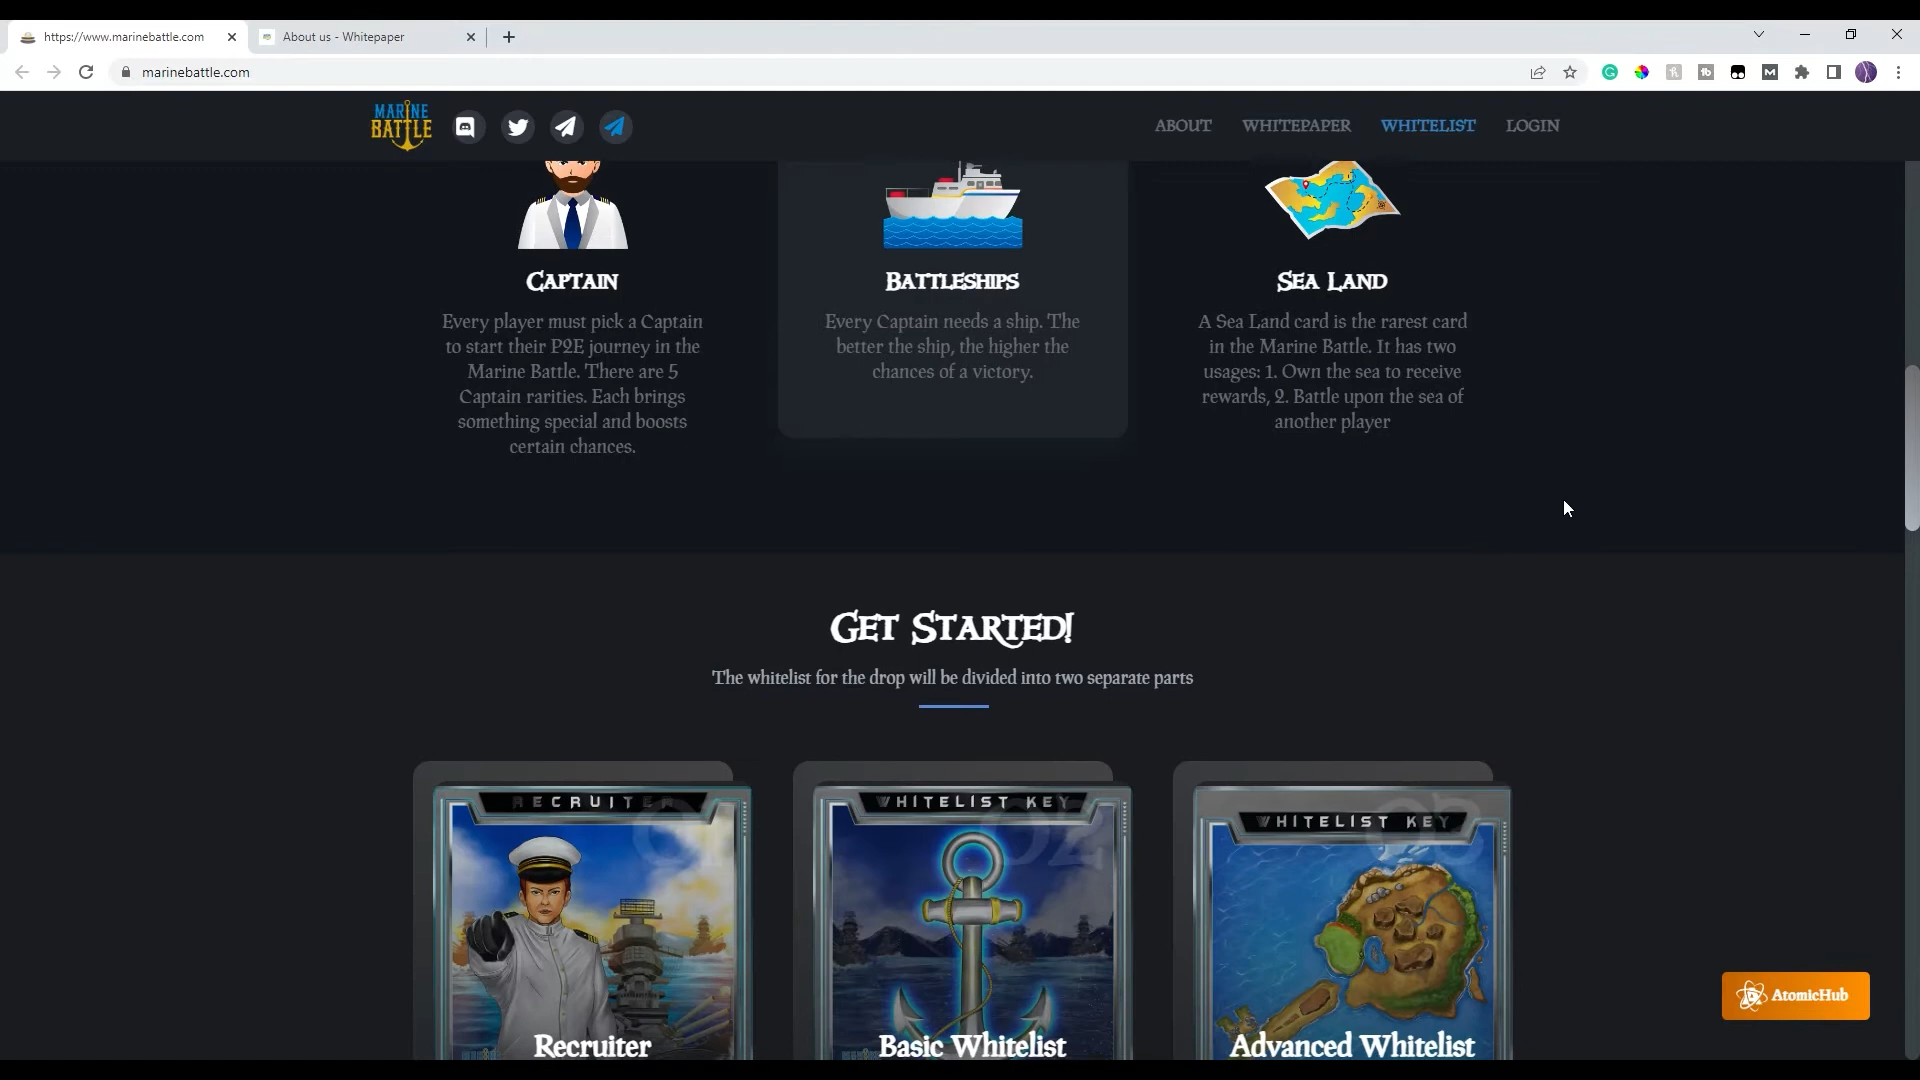 https://www.marinebattle.com
About us - Whitepaper
marinebattle.com
MARINE
BATTLE
ABOUT
WHITEPAPER
WHITELIST
LOGIN
Captain
Every player must pick a Captain
to start their P2E journey in the
Marine Battle. There are 5
Captain rarities. Each brings
something special and boosts
certain chances.
Battleships
Every Captain needs a ship. The
better the ship, the higher the
chances of a victory.
Sea Land
A Sea Land card is the rarest card
in the Marine Battle. It has two
usages: 1. Own the sea to receive
rewards, 2. Battle upon the sea of
another player
Get Started!
The whitelist for the drop will be divided into two separate parts
RECRUITER
Recruiter
WHITELIST KEY
02
Basic Whitelist
WHITELIST KEY
03
Advanced Whitelist
AtomicHub